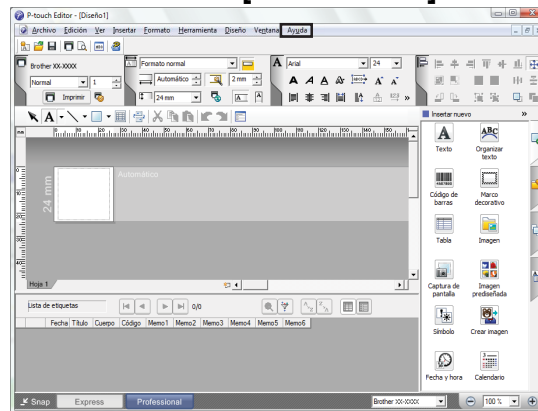 P-touch Editor - [Diseño1]
Archivo Edición Ver Insertar Formato Herramienta Diseño Ventana Ayuda
Brother XX-XXXX
Normal 1
Imprimir
Formato normal
Automático 2 mm
24 mm
A Arial 24
A A A
Insertar nuevo
Texto
Organizar texto
Código de barras
Marco decorativo
Tabla
Imagen
Captura de pantalla
Imagen prediseñada
Símbolo
Crear imagen
Fecha y hora
Calendario
24 mm
Automático
Hoja 1
Lista de etiquetas 0/0
Fecha Título Cuerpo Código Memo1 Memo2 Memo3 Memo4 Memo5 Memo6
Snap Express Professional Brother XX-XXXX 100 %